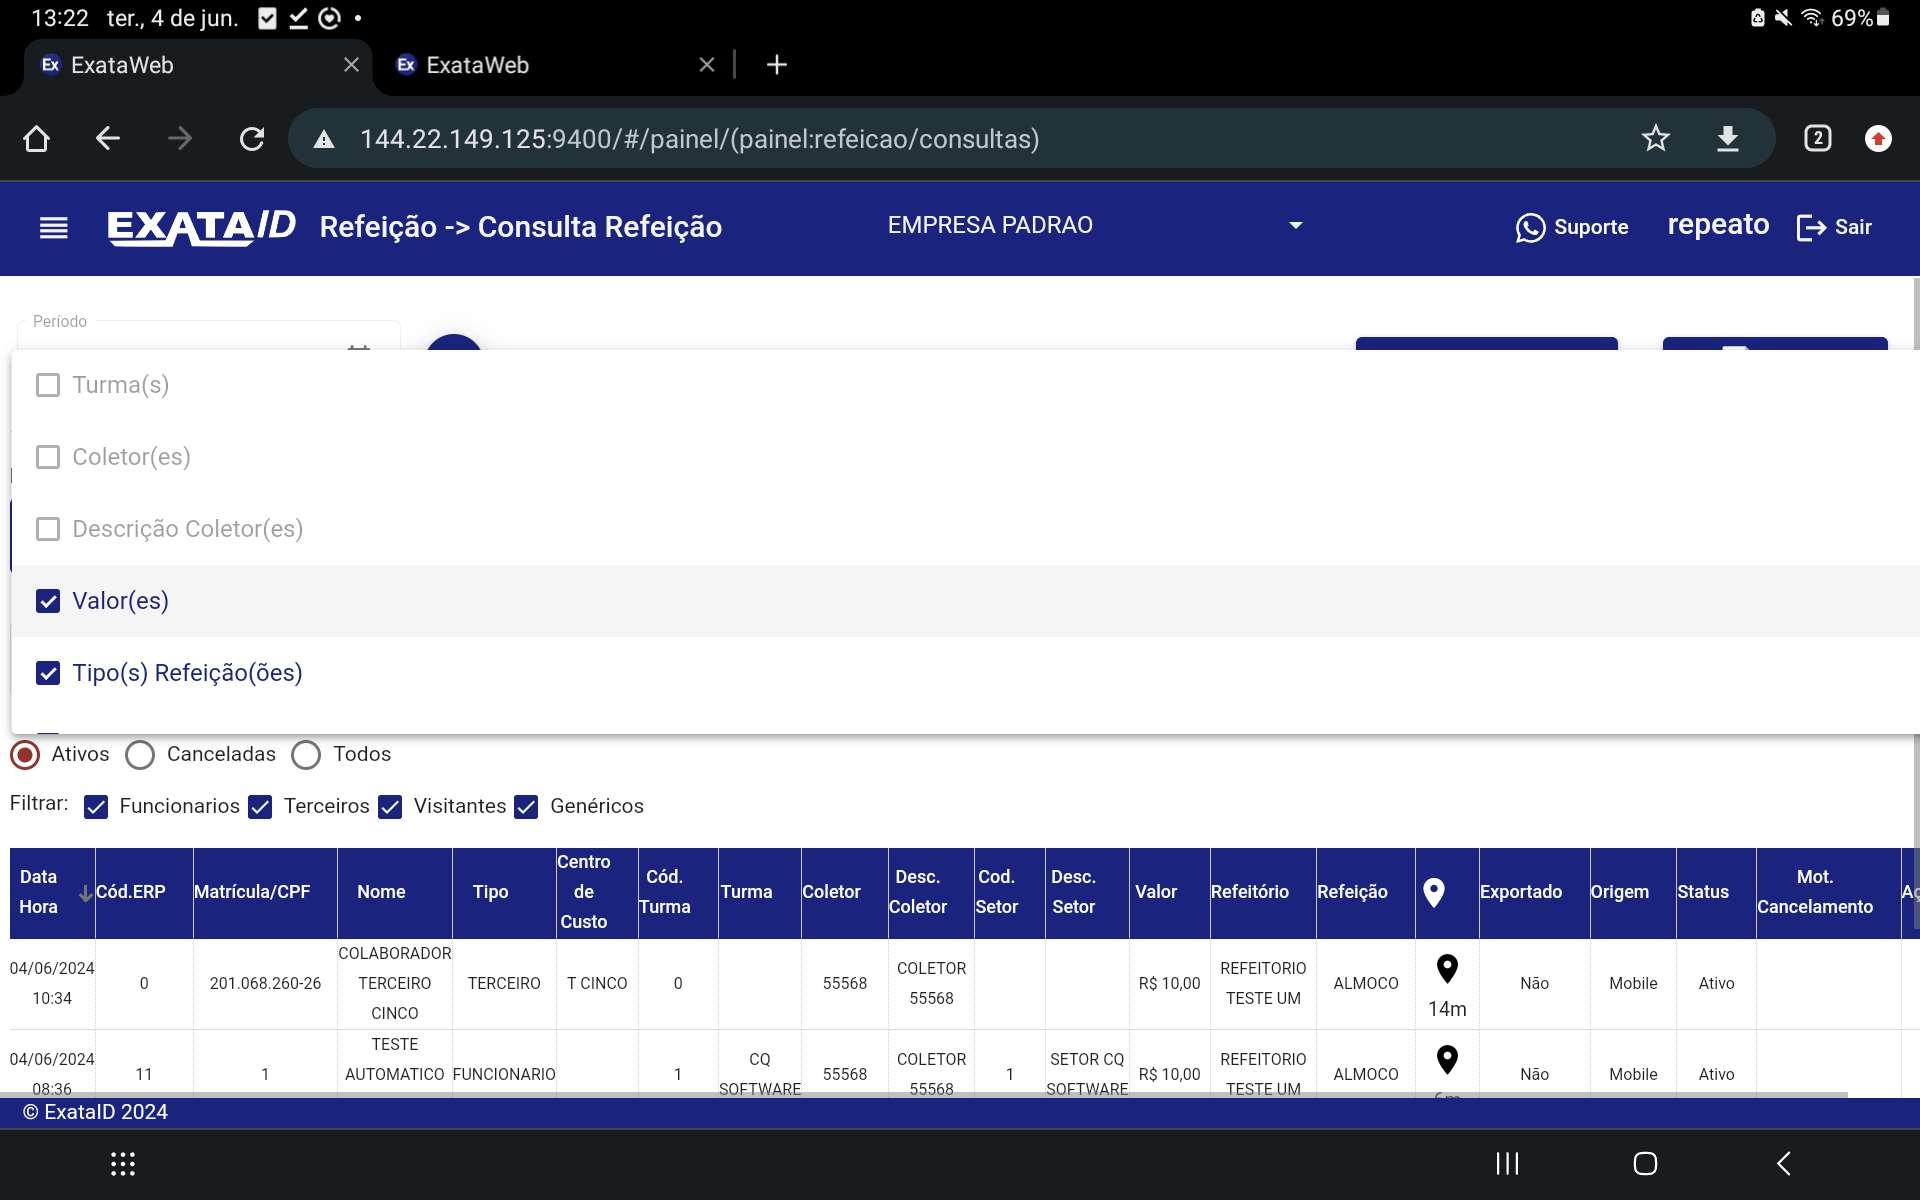 13:22 ter., 4 de jun.
69%
Ex ExataWeb
Ex ExataWeb
144.22.149.125:9400/#/painel/(painel:refeicao/consultas)
2
EXATAID Refeição -> Consulta Refeição
EMPRESA PADRAO
Suporte
repeato
Sair
Período
Turma(s)
Coletor(es)
Descrição Coletor(es)
Valor(es)
Tipo(s) Refeição(ões)
Ativos Canceladas Todos
Filtrar: Funcionarios Terceiros Visitantes Genéricos
Data Hora Cód.ERP Matrícula/CPF Nome Tipo Centro de Custo Cód. Turma Turma Coletor Desc. Coletor Cod. Setor Desc. Setor Valor Refeitório Refeição Exportado Origem Status Mot. Cancelamento
04/06/2024 10:34 0 201.068.260-26 COLABORADOR TERCEIRO CINCO TERCEIRO T CINCO 0 55568 COLETOR 55568 R$ 10,00 REFEITORIO TESTE UM ALMOCO 14m Não Mobile Ativo
04/06/2024 08:36 11 1 TESTE AUTOMATICO FUNCIONARIO 1 CQ SOFTWARE 55568 COLETOR 55568 1 SETOR CQ SOFTWARE R$ 10,00 REFEITORIO TESTE UM ALMOCO Não Mobile Ativo
© ExataID 2024